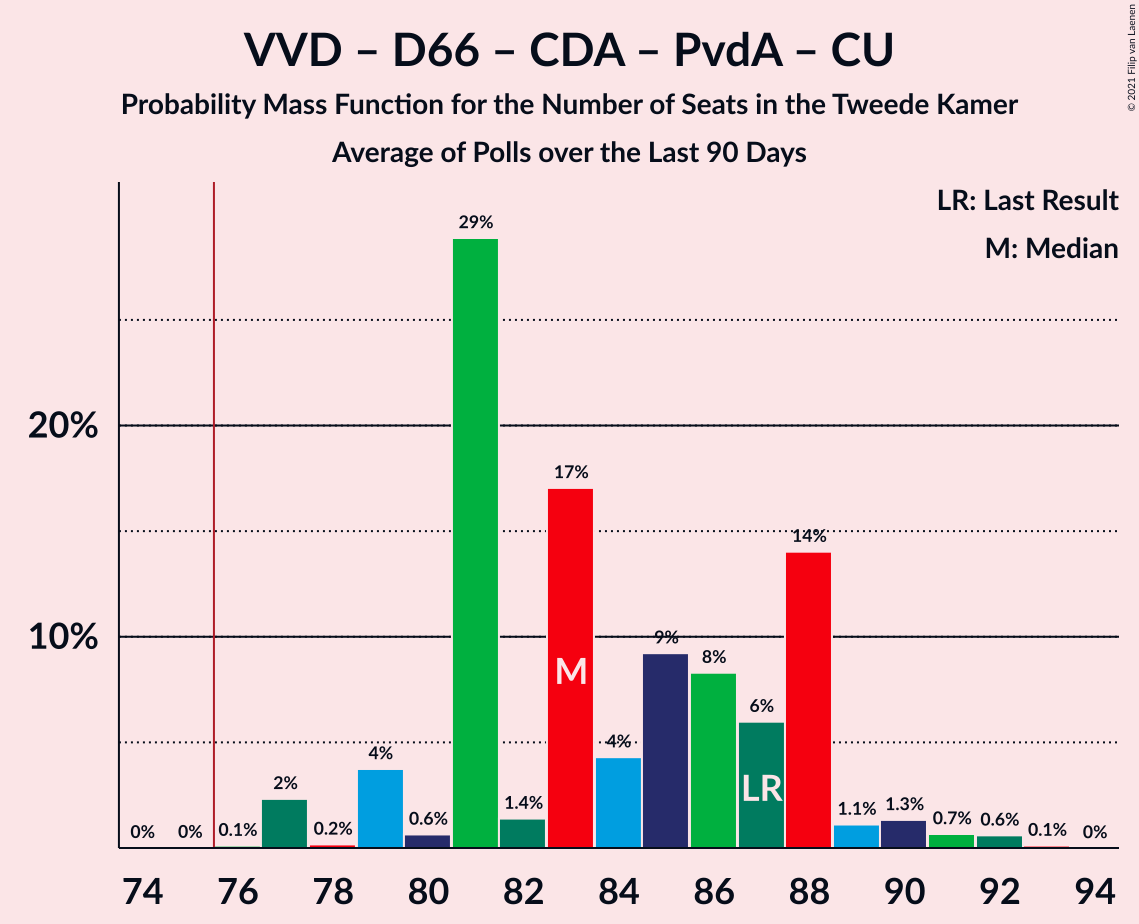 VVD – D66 – CDA – PvdA – CU
Probability Mass Function for the Number of Seats in the Tweede Kamer
Average of Polls over the Last 90 Days
© 2021 Filip van Laenen
LR: Last Result
M: Median
20%
10%
0%
0%
0.1%
2%
0.2%
4%
0.6%
29%
1.4%
17%
4%
9%
8%
6%
14%
1.1%
1.3%
0.7%
0.6%
0.1%
0%
M
LR
74 76 78 80 82 84 86 88 90 92 94